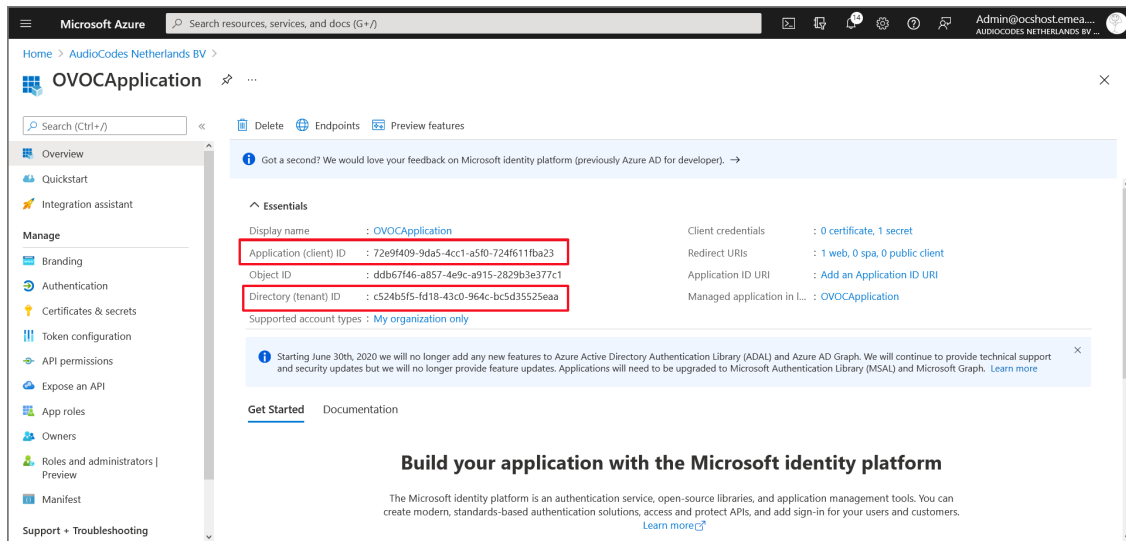 Microsoft Azure
Search resources, services, and docs (G+/)
14
Admin@ocshost.emea....
AUDIOCODES NETHERLANDS BV ...
Home > AudioCodes Netherlands BV >
OVOCApplication
...
Search (Ctrl+/)
«
Overview
Quickstart
Integration assistant
Manage
Branding
Authentication
Certificates & secrets
Token configuration
API permissions
Expose an API
App roles
Owners
Roles and administrators |
Preview
Manifest
Support + Troubleshooting
Delete
Endpoints
Preview features
Got a second? We would love your feedback on Microsoft identity platform (previously Azure AD for developer). →
Essentials
Display name : OVOCApplication
Application (client) ID : 72e9f409-9da5-4cc1-a5f0-724f611fba23
Object ID : ddb67f46-a857-4e9c-a915-2829b3e377c1
Directory (tenant) ID : c524b5f5-fd18-43c0-964c-bc5d35525eaa
Supported account types : My organization only
Client credentials : 0 certificate, 1 secret
Redirect URIs : 1 web, 0 spa, 0 public client
Application ID URI : Add an Application ID URI
Managed application in l... : OVOCApplication
Starting June 30th, 2020 we will no longer add any new features to Azure Active Directory Authentication Library (ADAL) and Azure AD Graph. We will continue to provide technical support
and security updates but we will no longer provide feature updates. Applications will need to be upgraded to Microsoft Authentication Library (MSAL) and Microsoft Graph. Learn more
Get Started
Documentation
Build your application with the Microsoft identity platform
The Microsoft identity platform is an authentication service, open-source libraries, and application management tools. You can
create modern, standards-based authentication solutions, access and protect APIs, and add sign-in for your users and customers.
Learn more